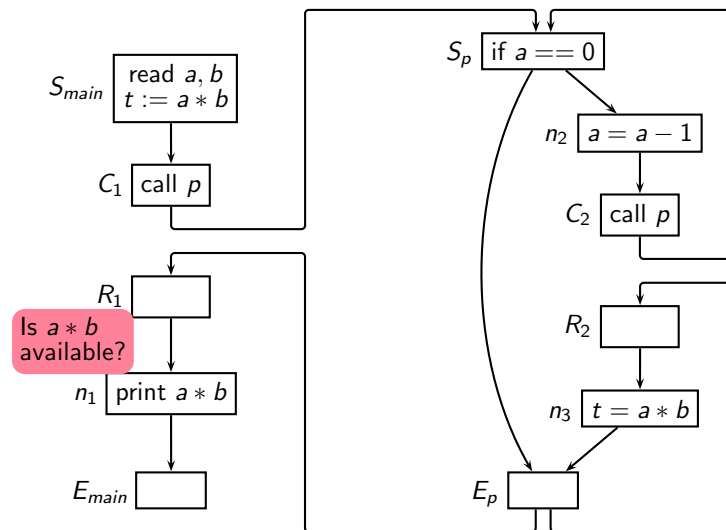 S_main
read a, b
t := a ∗ b
C_1
call p
R_1
Is a ∗ b
available?
n_1
print a ∗ b
E_main
S_p
if a == 0
n_2
a = a − 1
C_2
call p
R_2
n_3
t = a ∗ b
E_p